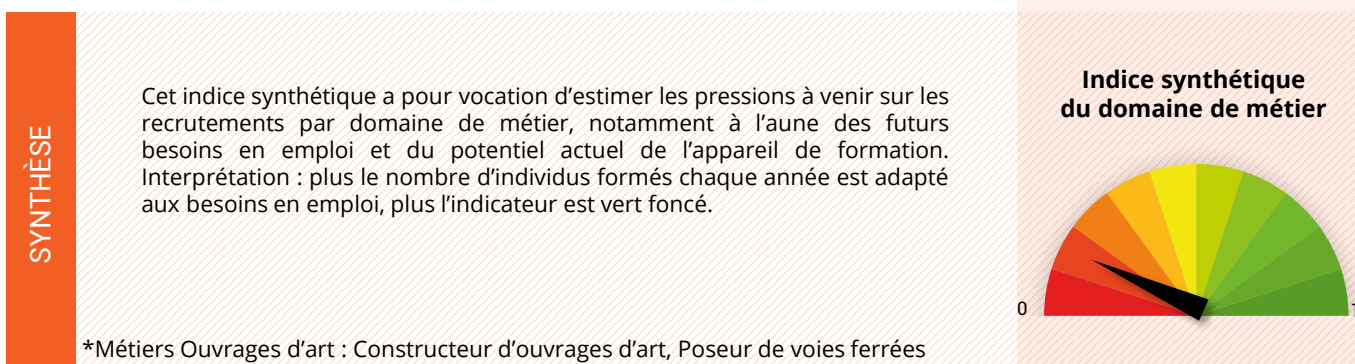 SYNTHÈSE
Cet indice synthétique a pour vocation d’estimer les pressions à venir sur les
recrutements par domaine de métier, notamment à l’aune des futurs
besoins en emploi et du potentiel actuel de l’appareil de formation.
Interprétation : plus le nombre d’individus formés chaque année est adapté
aux besoins en emploi, plus l’indicateur est vert foncé.
*Métiers Ouvrages d’art : Constructeur d’ouvrages d’art, Poseur de voies ferrées
Indice synthétique
du domaine de métier
0